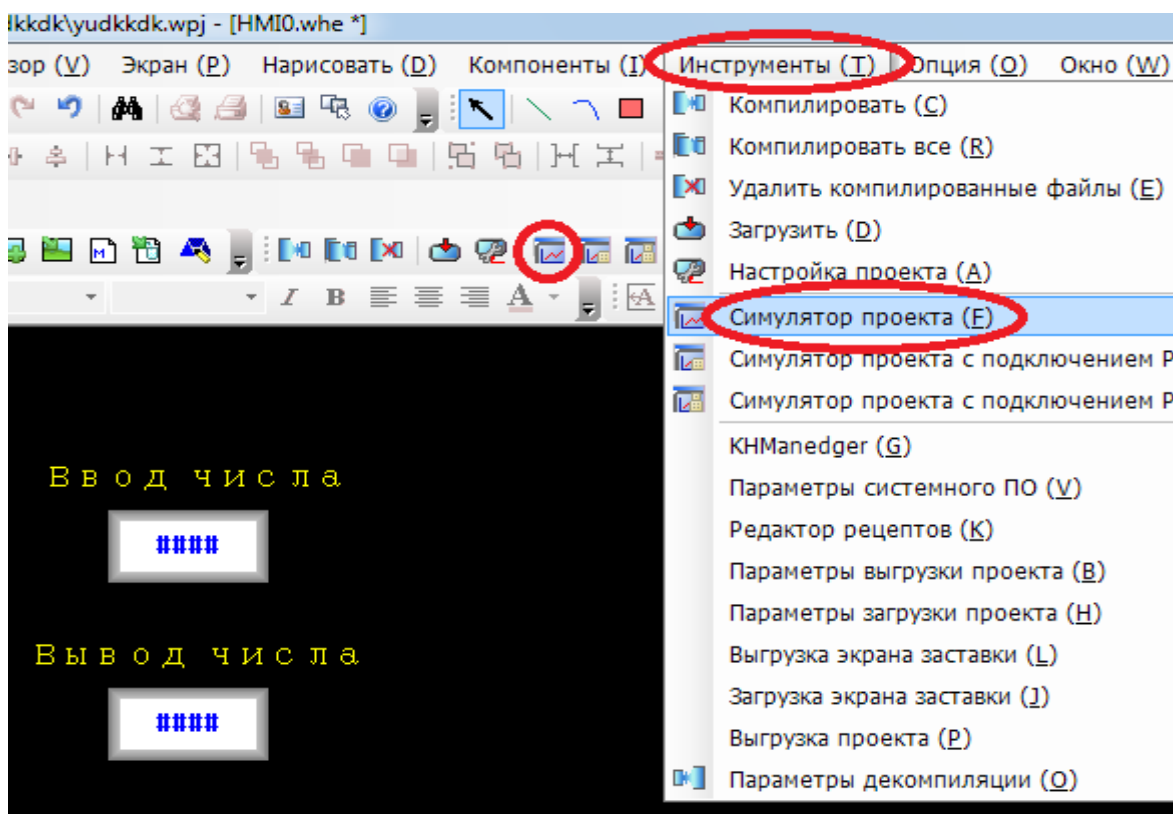 lkkdk\yudkkdk.wpj - [HMI0.whe *]
зор (V) Экран (P) Нарисовать (D) Компоненты (I) Инструменты (T) Опция (O) Окно (W)
Компилировать (C)
Компилировать все (R)
Удалить компилированные файлы (E)
Загрузить (D)
Настройка проекта (A)
I B A A
Симулятор проекта (F)
Симулятор проекта с подключением P
Симулятор проекта с подключением P
KHManedger (G)
Параметры системного ПО (V)
Редактор рецептов (K)
Параметры выгрузки проекта (B)
Параметры загрузки проекта (H)
Выгрузка экрана заставки (L)
Загрузка экрана заставки (J)
Выгрузка проекта (P)
Параметры декомпиляции (O)
Ввод числа
####
Вывод числа
####